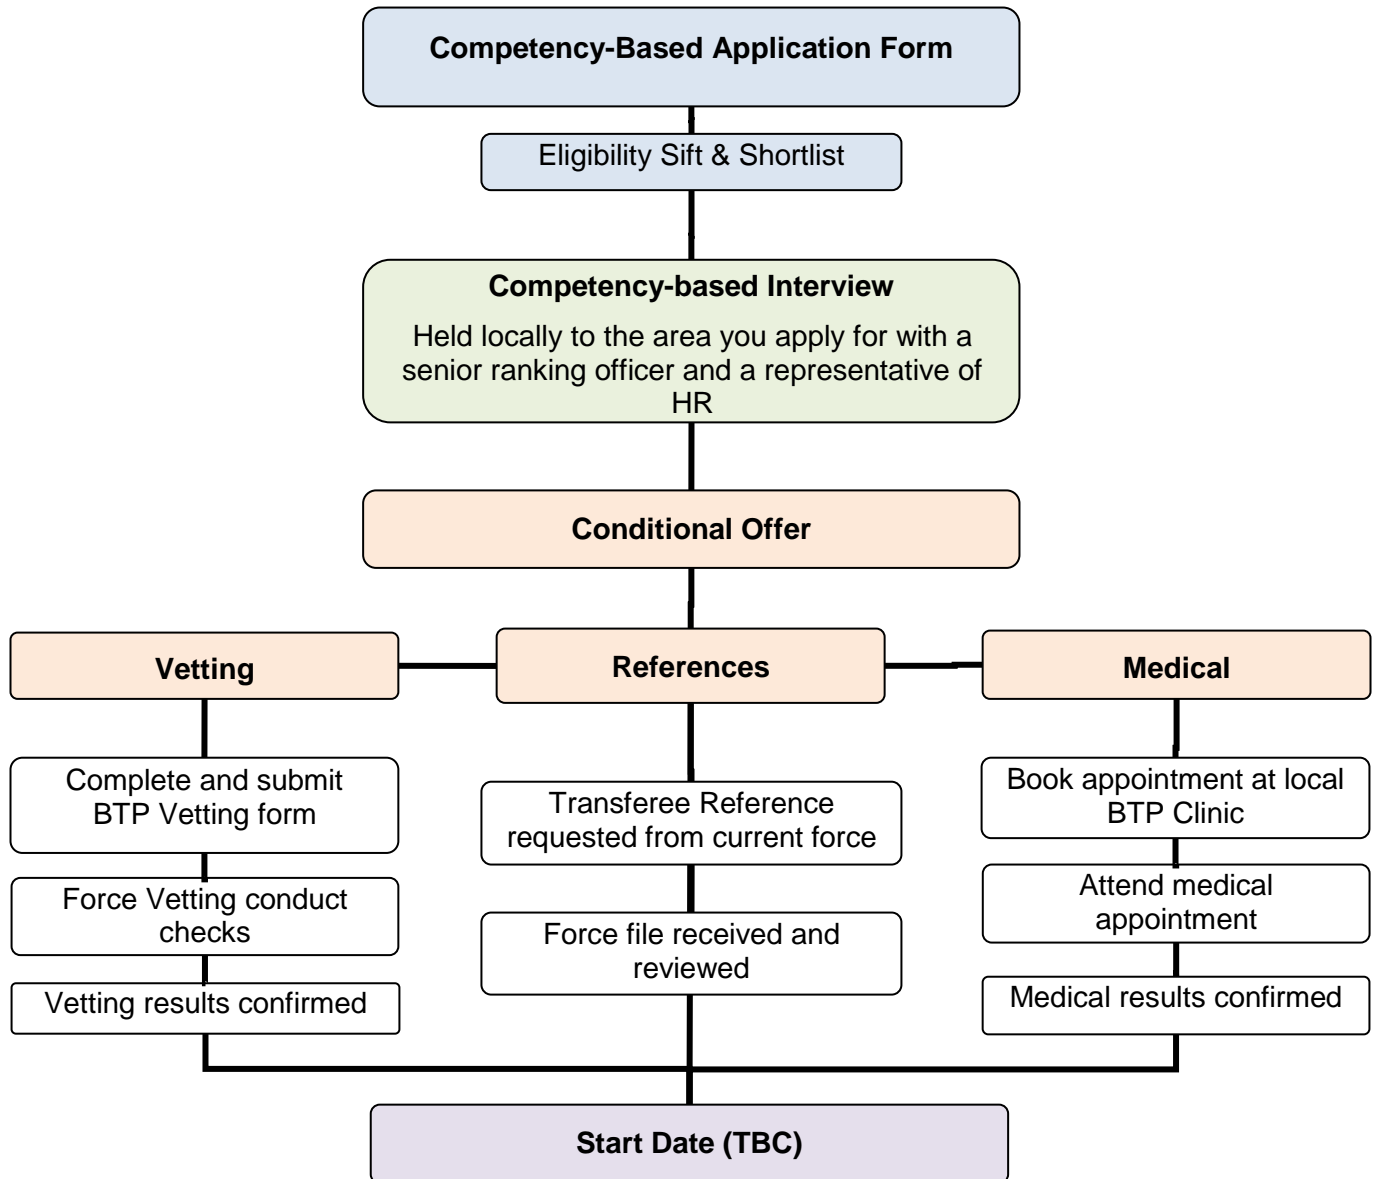 Competency-Based Application Form
Eligibility Sift & Shortlist
Competency-based Interview
Held locally to the area you apply for with a
senior ranking officer and a representative of
HR
Conditional Offer
Vetting
References
Medical
Complete and submit
BTP Vetting form
Force Vetting conduct
checks
Vetting results confirmed
Transferee Reference
requested from current force
Force file received and
reviewed
Book appointment at local
BTP Clinic
Attend medical
appointment
Medical results confirmed
Start Date (TBC)